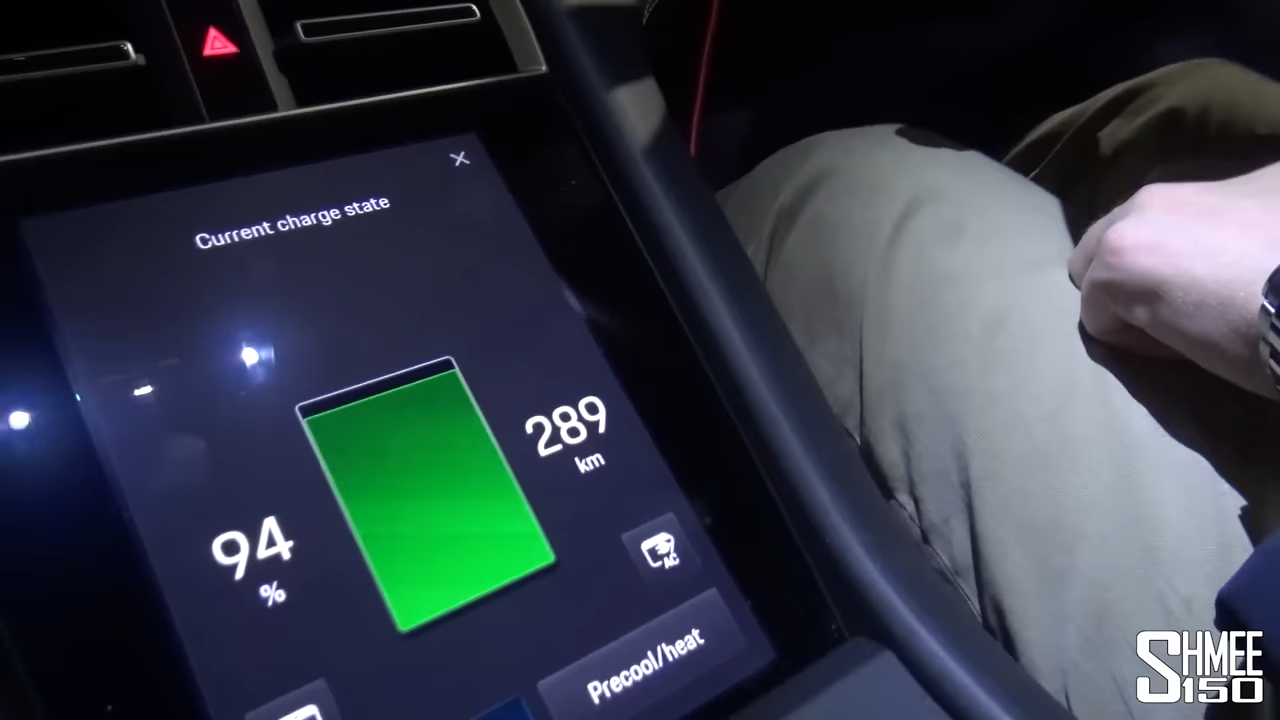 Current charge state
289
km
94
%
AC
Precool/heat
SHMEE
150